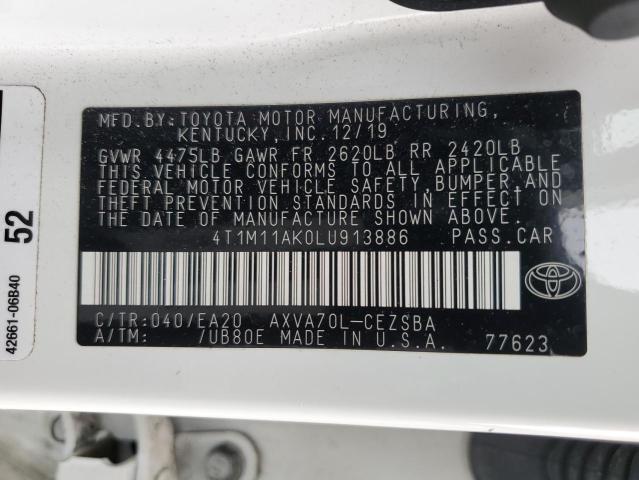 MFD.BY:TOYOTA MOTOR MANUFACTURING,
KENTUCKY,INC. 12/19
GVWR 4475LB GAWR FR 2620LB RR 2420LB
THIS VEHICLE CONFORMS TO ALL APPLICABLE
FEDERAL MOTOR VEHICLE SAFETY,BUMPER,AND
THEFT PREVENTION STANDARDS IN EFFECT ON
THE DATE OF MANUFACTURE SHOWN ABOVE.
4T1M11AK0LU913886 PASS.CAR
C/TR:040/EA20 AXVA70L-CEZSBA
A/TM: /UB80E MADE IN U.S.A. 77623
52
42661-06B40